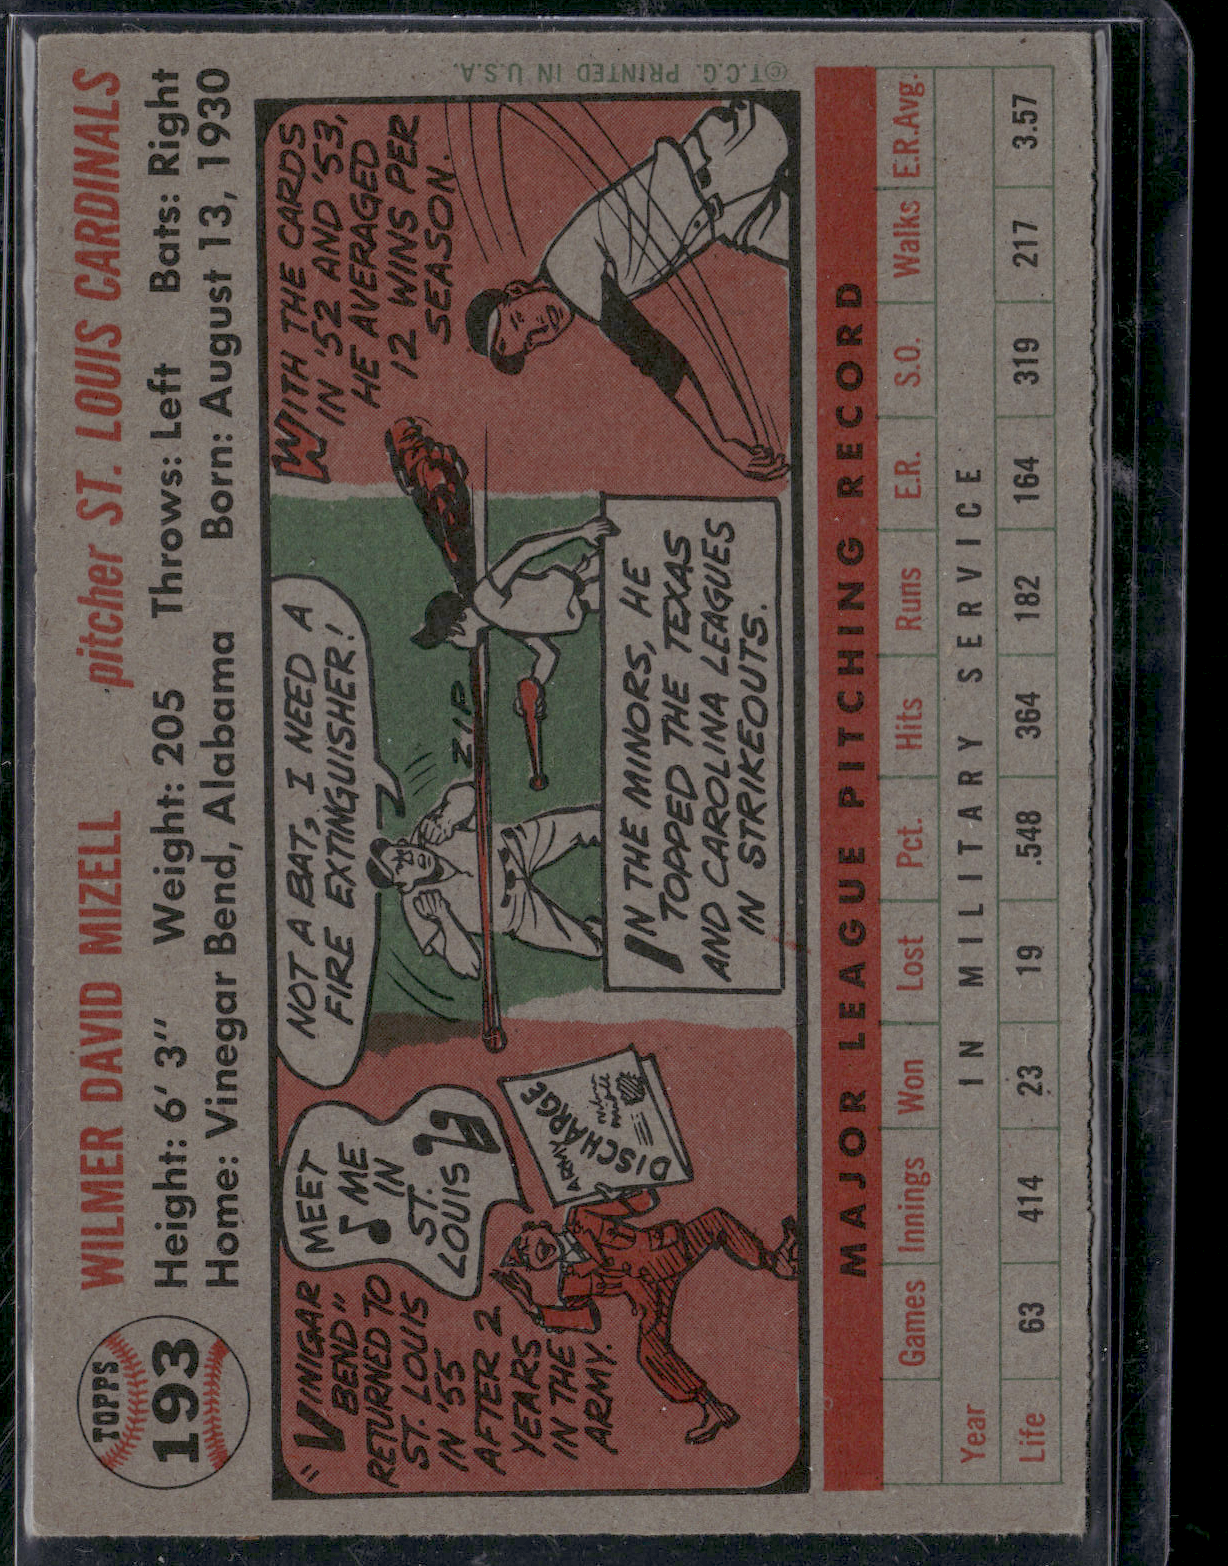 TOPPS
193
WILMER DAVID MIZELL pitcher ST. LOUIS CARDINALS
Height: 6' 3" Weight: 205 Throws: Left Bats: Right
Home: Vinegar Bend, Alabama Born: August 13, 1930
"VINIGAR
BEND"
RETURNED TO
ST. LOUIS
IN '55
AFTER 2
YEARS
IN THE
ARMY.
MEET
ME
IN
ST.
LOUIS
ARMY
DISCHARGE
NOT A BAT, I NEED A
FIRE EXTINGUISHER!
ZIP
IN THE MINORS, HE
TOPPED THE TEXAS
AND CAROLINA LEAGUES
IN STRIKEOUTS.
WITH THE CARDS
IN '52 AND '53,
HE AVERAGED
12 WINS PER
SEASON.
©T.C.G. PRINTED IN U.S.A.
MAJOR LEAGUE PITCHING RECORD
Games Innings Won Lost Pct. Hits Runs E.R. S.O. Walks E.R.Avg.
Year IN MILITARY SERVICE
Life 63 414 23 19 .548 364 182 164 319 217 3.57